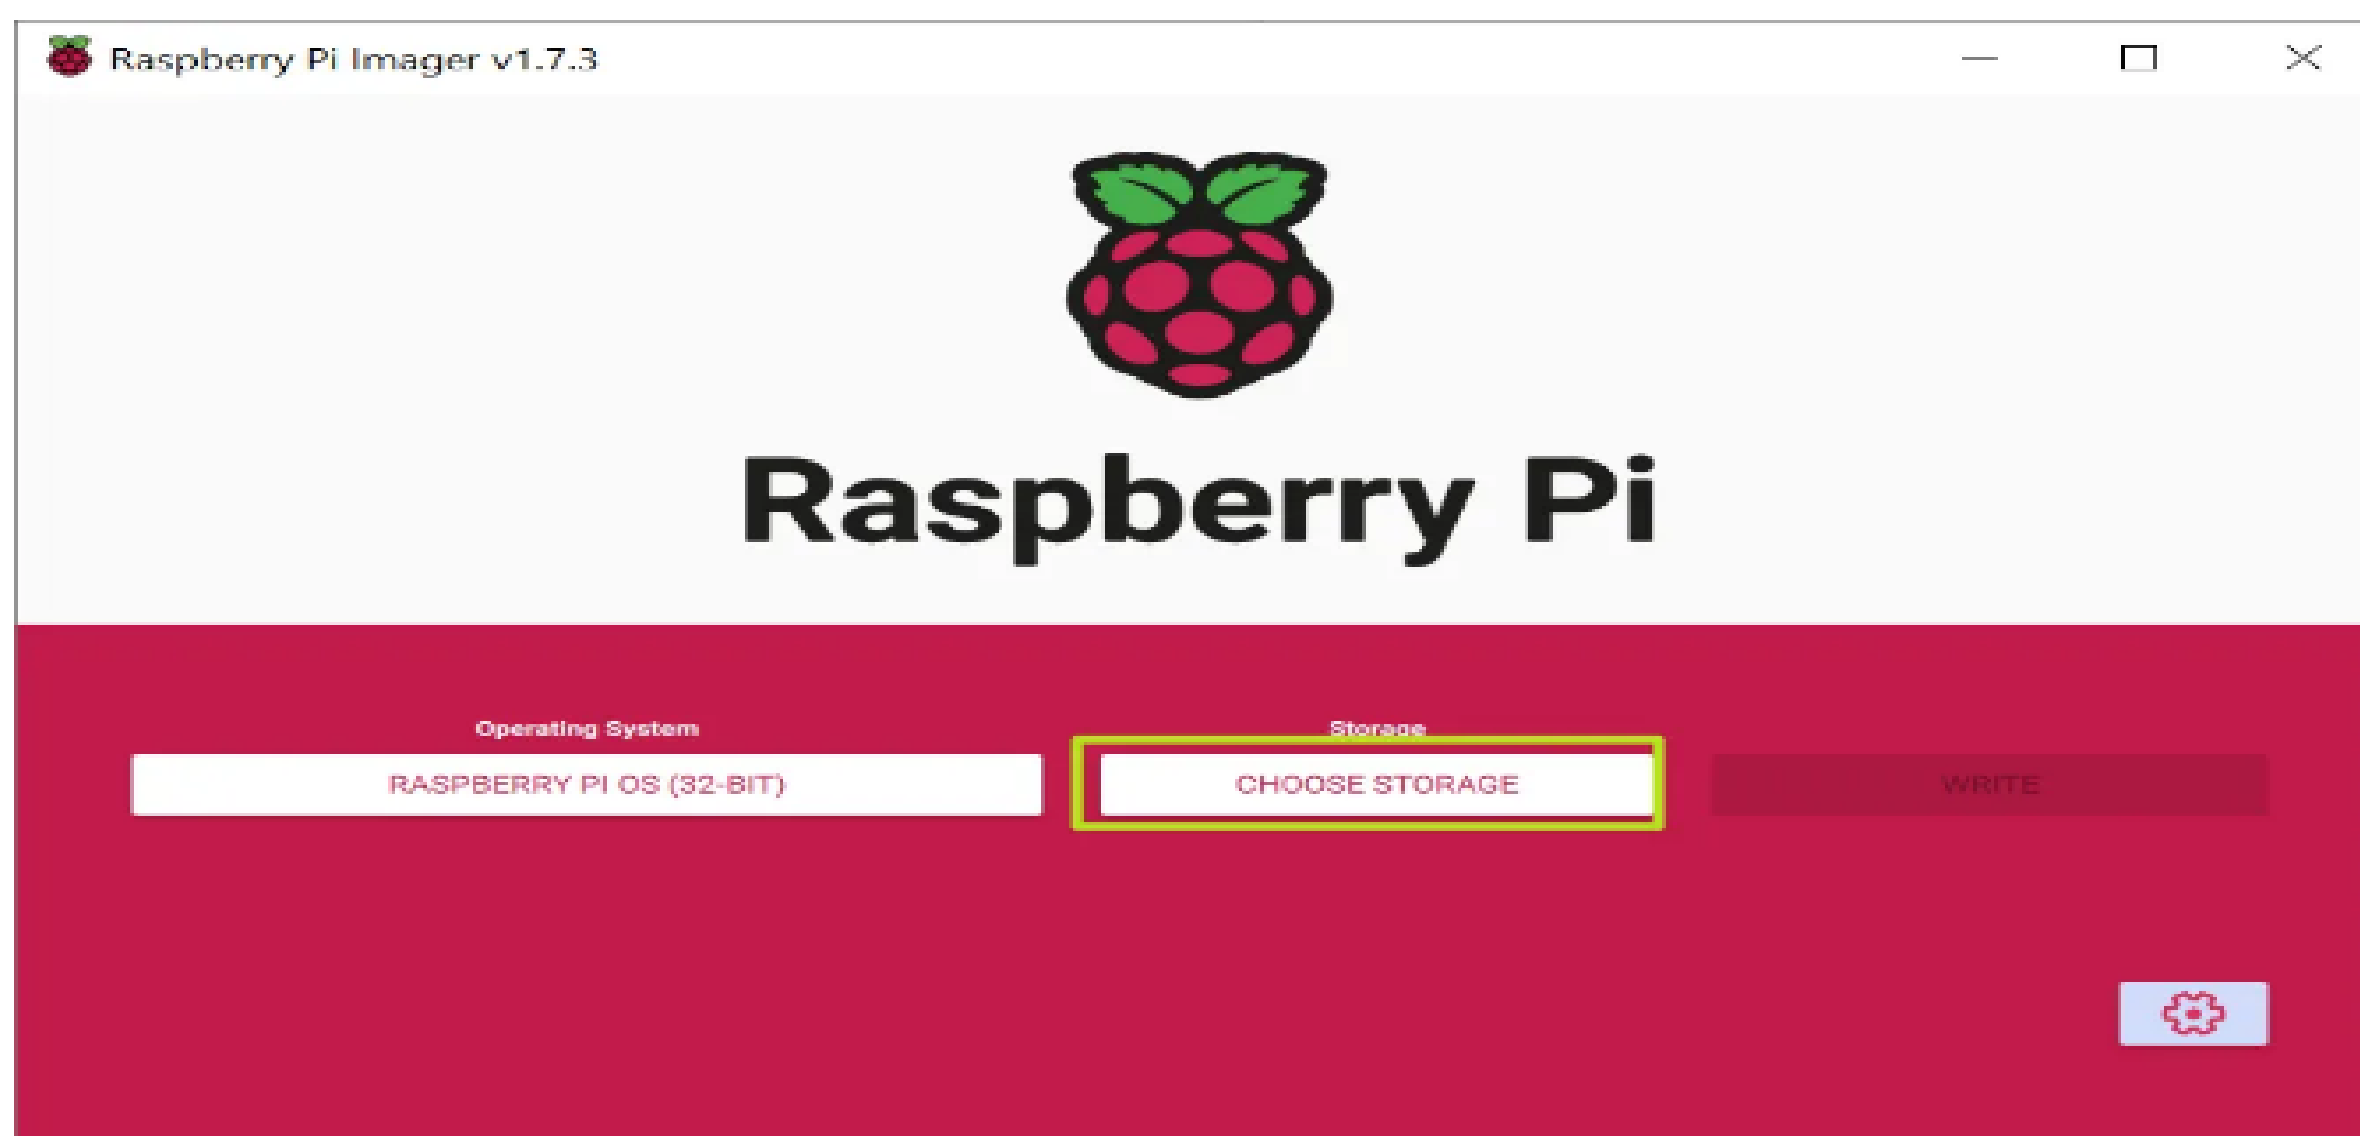 Raspberry Pi Imager v1.7.3
Raspberry Pi
Operating System
Storage
RASPBERRY PI OS (32-BIT)
CHOOSE STORAGE
WRITE